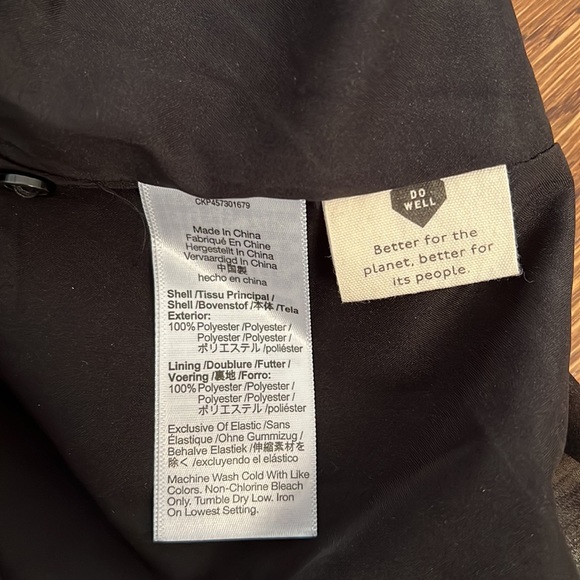 CKP457301679
Made In China
Fabriqué En Chine
Hergestellt In China
Vervaardigd In China
中国製
hecho en china
Shell /Tissu Principal /
Shell /Bovenstof /本体 /Tela
Exterior:
100% Polyester /Polyester /
Polyester /Polyester /
ポリエステル /poliéster
Lining /Doublure /Futter /
Voering /裏地 /Forro:
100% Polyester /Polyester /
Polyester /Polyester /
ポリエステル /poliéster
Exclusive Of Elastic /Sans
Élastique /Ohne Gummizug /
Behalve Elastiek /伸縮素材を
除く /excluyendo el elástico
Machine Wash Cold With Like
Colors. Non-Chlorine Bleach
Only. Tumble Dry Low. Iron
On Lowest Setting.
DO
WELL
Better for the
planet, better for
its people.